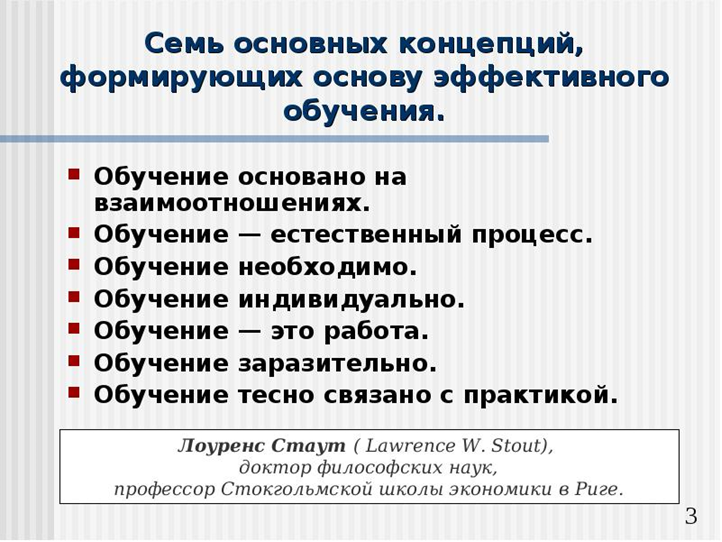 Семь основных концепций,
формирующих основу эффективного
обучения.
Обучение основано на
взаимоотношениях.
Обучение — естественный процесс.
Обучение необходимо.
Обучение индивидуально.
Обучение — это работа.
Обучение заразительно.
Обучение тесно связано с практикой.
Лоуренс Стаут ( Lawrence W. Stout),
доктор философских наук,
профессор Стокгольмской школы экономики в Риге.
3